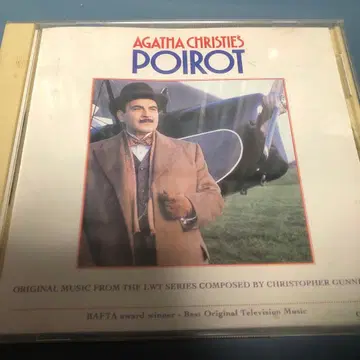 AGATHA CHRISTIE'S
POIROT
ORIGINAL MUSIC FROM THE LWT SERIES COMPOSED BY CHRISTOPHER GUNN
BAFTA award winner - Best Original Television Music